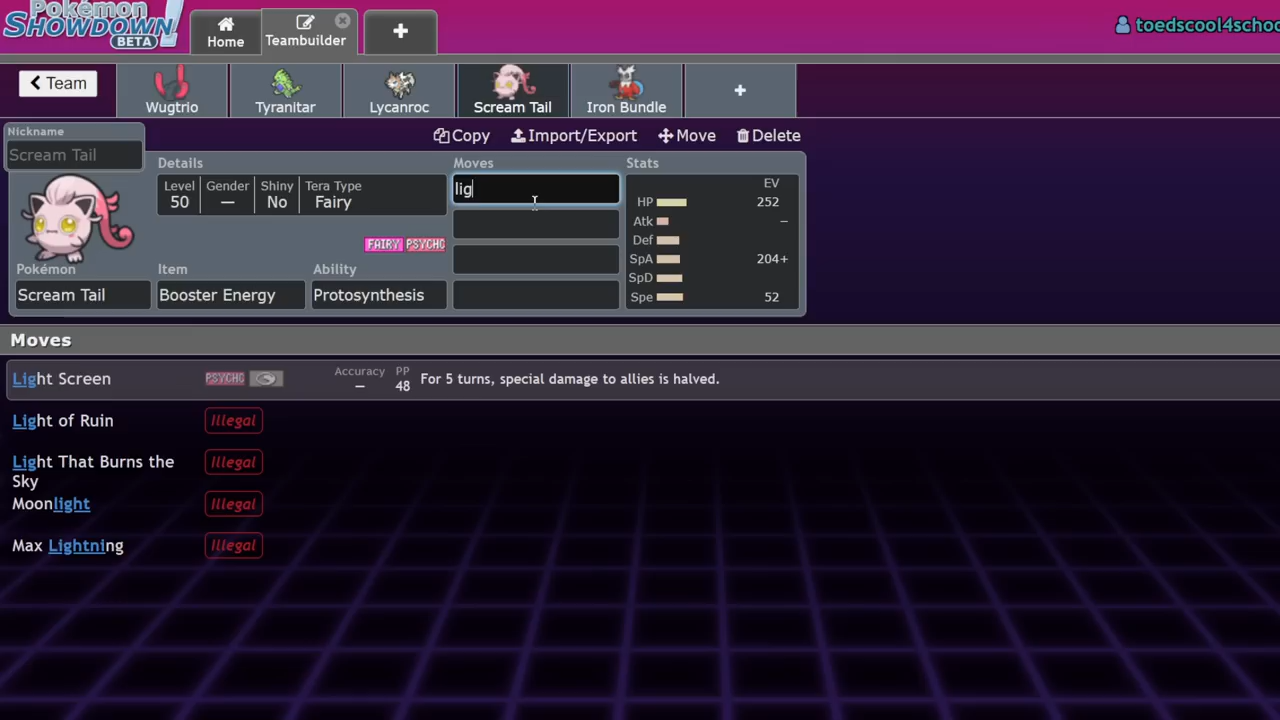 Pokémon
SHOWDOWN!
BETA
Home
Teambuilder
+
toedscool4schoo
Team
Wugtrio
Tyranitar
Lycanroc
Scream Tail
Iron Bundle
+
Copy
Import/Export
Move
Delete
Nickname
Scream Tail
Details
Level
50
Gender
—
Shiny
No
Tera Type
Fairy
FAIRY PSYCHC
Pokémon
Scream Tail
Item
Booster Energy
Ability
Protosynthesis
Moves
lig
Stats
EV
HP 252
Atk –
Def
SpA 204+
SpD
Spe 52
Moves
Light Screen PSYCHC Accuracy — PP 48 For 5 turns, special damage to allies is halved.
Light of Ruin Illegal
Light That Burns the Illegal
Sky
Moonlight Illegal
Max Lightning Illegal